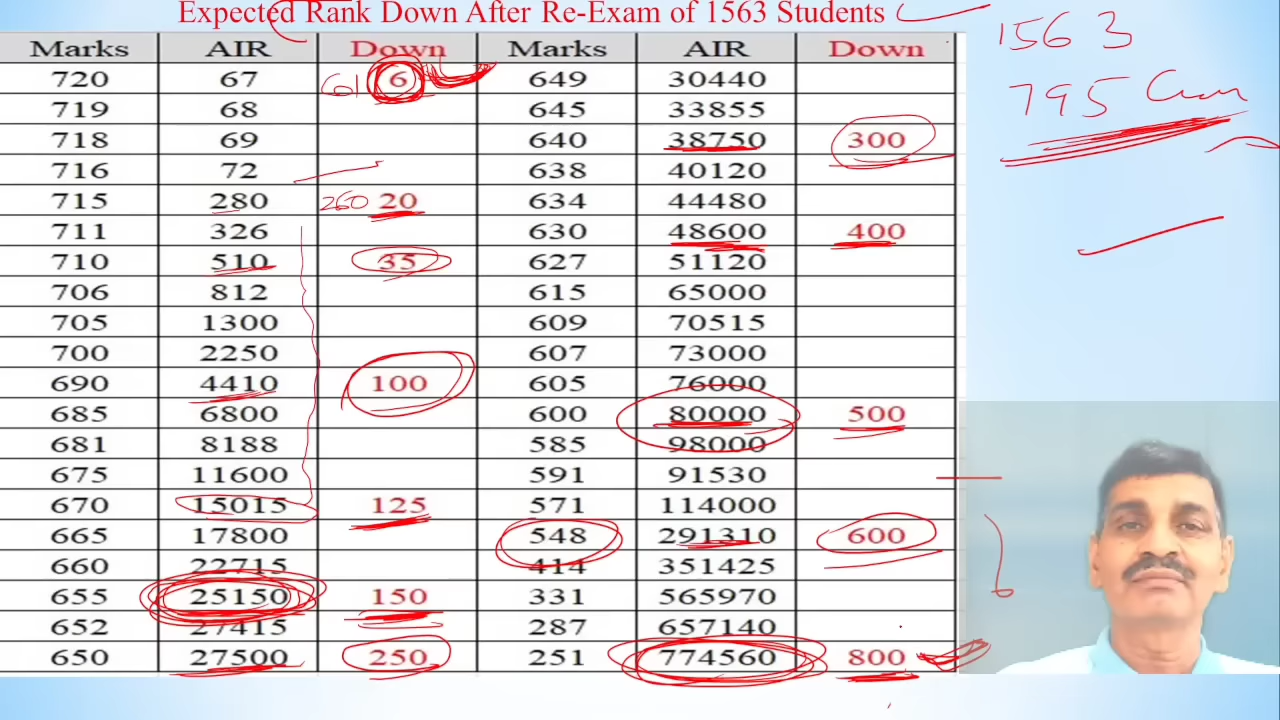 Expected Rank Down After Re-Exam of 1563 Students
1563
795
Marks AIR Down Marks AIR Down
720 67 601 6 649 30440
719 68 645 33855
718 69 640 38750 300
716 72 638 40120
715 280 260 20 634 44480
711 326 630 48600 400
710 510 35 627 51120
706 812 615 65000
705 1300 609 70515
700 2250 607 73000
690 4410 100 605 76000
685 6800 600 80000 500
681 8188 585 98000
675 11600 591 91530
670 15015 125 571 114000
665 17800 548 291310 600
660 22715 414 351425
655 25150 150 331 565970
652 27415 287 657140
650 27500 250 251 774560 800